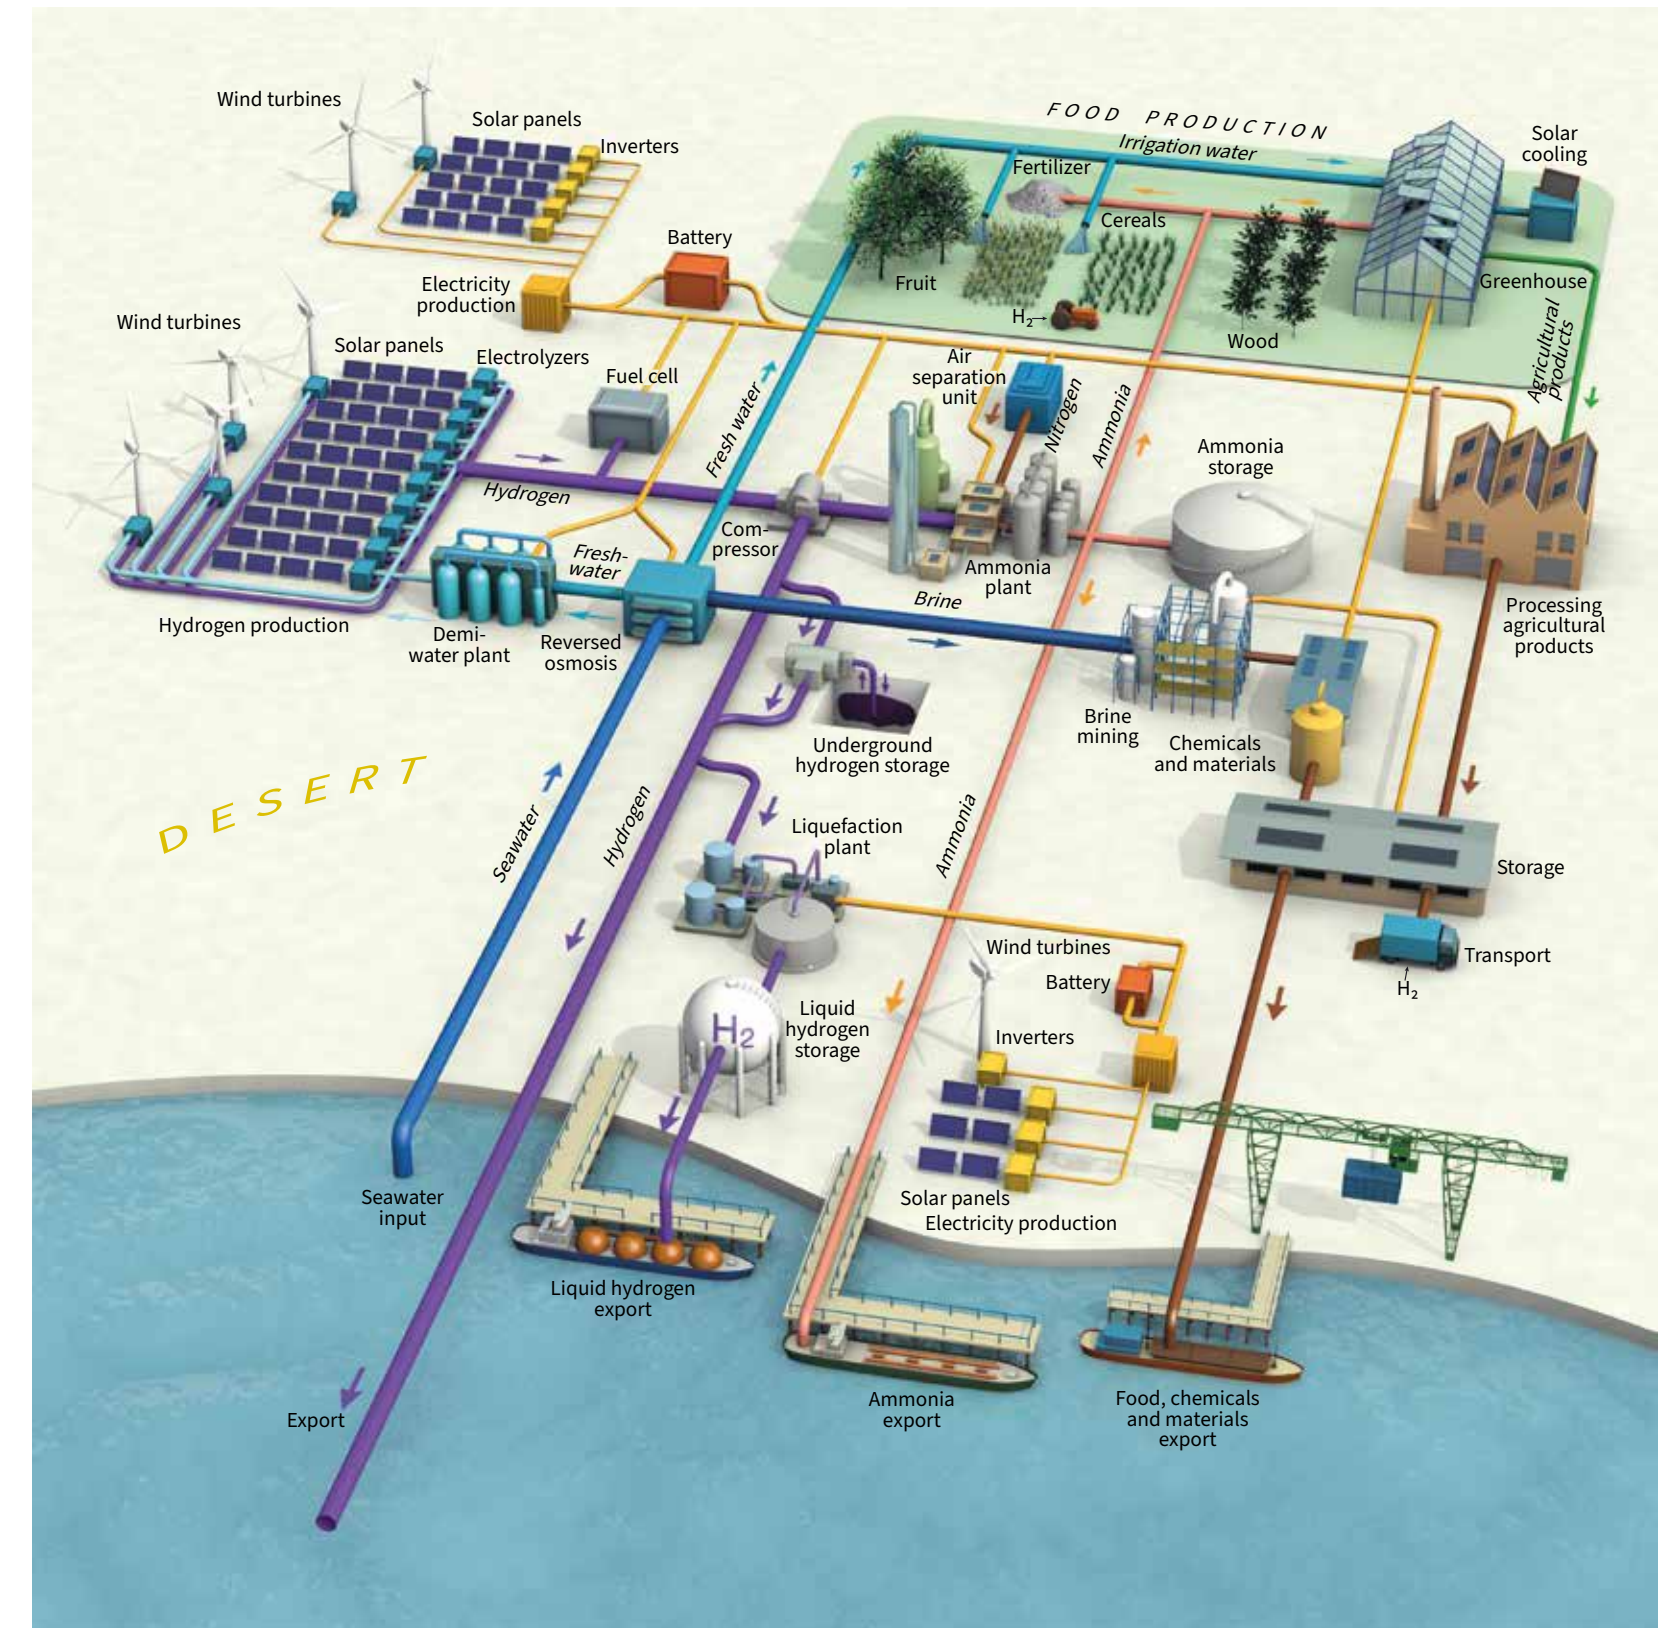 FOOD PRODUCTION
Wind turbines
Solar panels
Inverters
Irrigation water
Solar
cooling
Fertilizer
Cereals
Battery
Fruit
Electricity
production
Greenhouse
H₂→
Wood
Agricultural
products
Wind turbines
Solar panels
Electrolyzers
Fuel cell
Air
separation
unit
Nitrogen
Ammonia
Fresh water
Ammonia
storage
Hydrogen
Com-
pressor
Fresh-
water
Ammonia
plant
Brine
Processing
agricultural
products
Hydrogen production
Demi-
water plant
Reversed
osmosis
Brine
mining
Chemicals
and materials
Underground
hydrogen storage
DESERT
Seawater
Hydrogen
Liquefaction
plant
Ammonia
Storage
Wind turbines
Battery
Transport
H₂
Liquid
hydrogen
storage
H2
Inverters
Solar panels
Electricity production
Seawater
input
Liquid hydrogen
export
Export
Ammonia
export
Food, chemicals
and materials
export